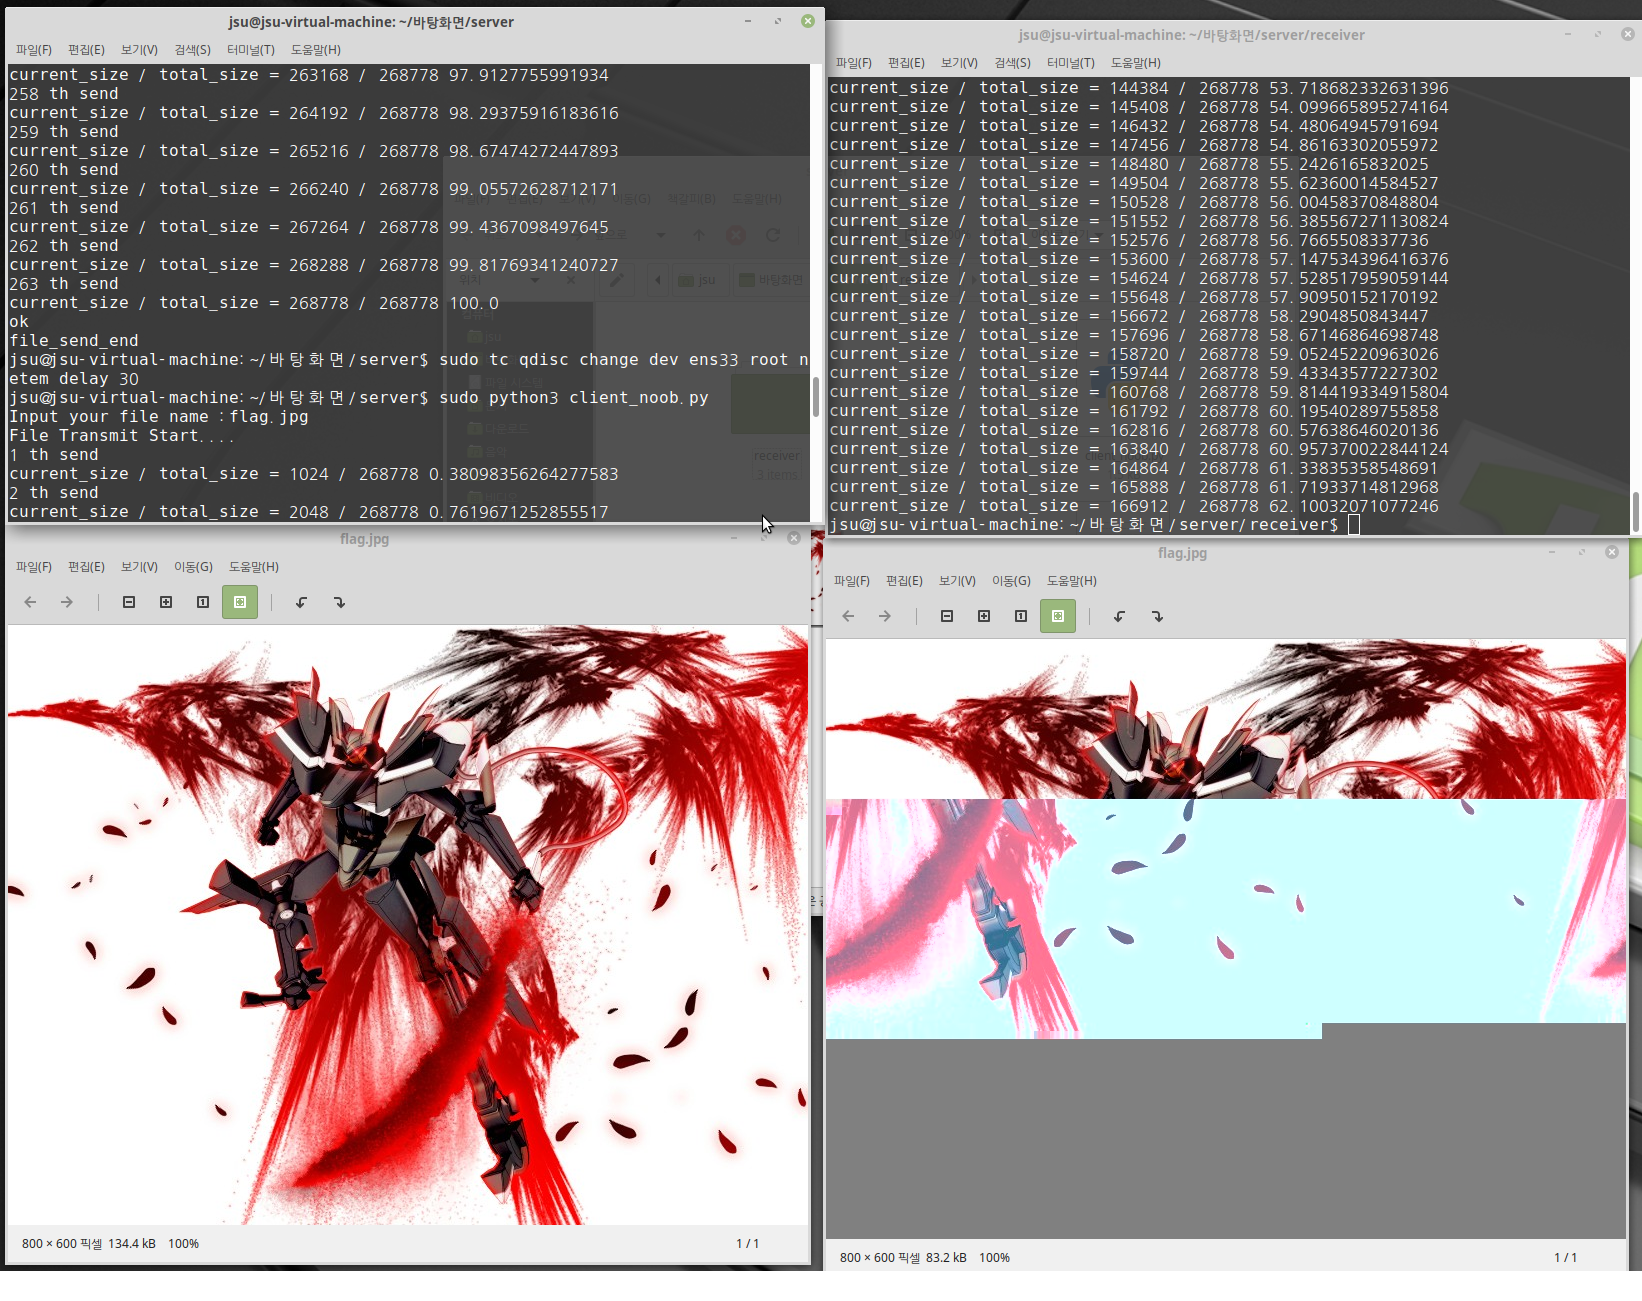 jsu@jsu-virtual-machine: ~/바탕화면/server
파일(F) 편집(E) 보기(V) 검색(S) 터미널(T) 도움말(H)
current_size / total_size = 263168 / 268778 97.9127755991934
258 th send
current_size / total_size = 264192 / 268778 98.29375916183616
259 th send
current_size / total_size = 265216 / 268778 98.67474272447893
260 th send
current_size / total_size = 266240 / 268778 99.05572628712171
261 th send
current_size / total_size = 267264 / 268778 99.4367098497645
262 th send
current_size / total_size = 268288 / 268778 99.81769341240727
263 th send
current_size / total_size = 268778 / 268778 100.0
ok
file_send_end
jsu@jsu-virtual-machine:~/바탕화면/server$ sudo tc qdisc change dev ens33 root n
etem delay 30
jsu@jsu-virtual-machine:~/바탕화면/server$ sudo python3 client_noob.py
Input your file name :flag.jpg
File Transmit Start....
1 th send
current_size / total_size = 1024 / 268778 0.38098356264277583
2 th send
current_size / total_size = 2048 / 268778 0.7619671252855517
jsu@jsu-virtual-machine: ~/바탕화면/server/receiver
파일(F) 편집(E) 보기(V) 검색(S) 터미널(T) 도움말(H)
current_size / total_size = 144384 / 268778 53.718682332631396
current_size / total_size = 145408 / 268778 54.099665895274164
current_size / total_size = 146432 / 268778 54.48064945791694
current_size / total_size = 147456 / 268778 54.86163302055972
current_size / total_size = 148480 / 268778 55.2426165832025
current_size / total_size = 149504 / 268778 55.62360014584527
current_size / total_size = 150528 / 268778 56.00458370848804
current_size / total_size = 151552 / 268778 56.385567271130824
current_size / total_size = 152576 / 268778 56.7665508337736
current_size / total_size = 153600 / 268778 57.147534396416376
current_size / total_size = 154624 / 268778 57.528517959059144
current_size / total_size = 155648 / 268778 57.90950152170192
current_size / total_size = 156672 / 268778 58.2904850843447
current_size / total_size = 157696 / 268778 58.67146864698748
current_size / total_size = 158720 / 268778 59.05245220963026
current_size / total_size = 159744 / 268778 59.43343577227302
current_size / total_size = 160768 / 268778 59.814419334915804
current_size / total_size = 161792 / 268778 60.19540289755858
current_size / total_size = 162816 / 268778 60.57638646020136
current_size / total_size = 163840 / 268778 60.957370022844124
current_size / total_size = 164864 / 268778 61.33835358548691
current_size / total_size = 165888 / 268778 61.71933714812968
current_size / total_size = 166912 / 268778 62.10032071077246
jsu@jsu-virtual-machine:~/바탕화면/server/receiver$
flag.jpg
파일(F) 편집(E) 보기(V) 이동(G) 도움말(H)
800 × 600 픽셀 134.4 kB 100%
1 / 1
flag.jpg
파일(F) 편집(E) 보기(V) 이동(G) 도움말(H)
800 × 600 픽셀 83.2 kB 100%
1 / 1